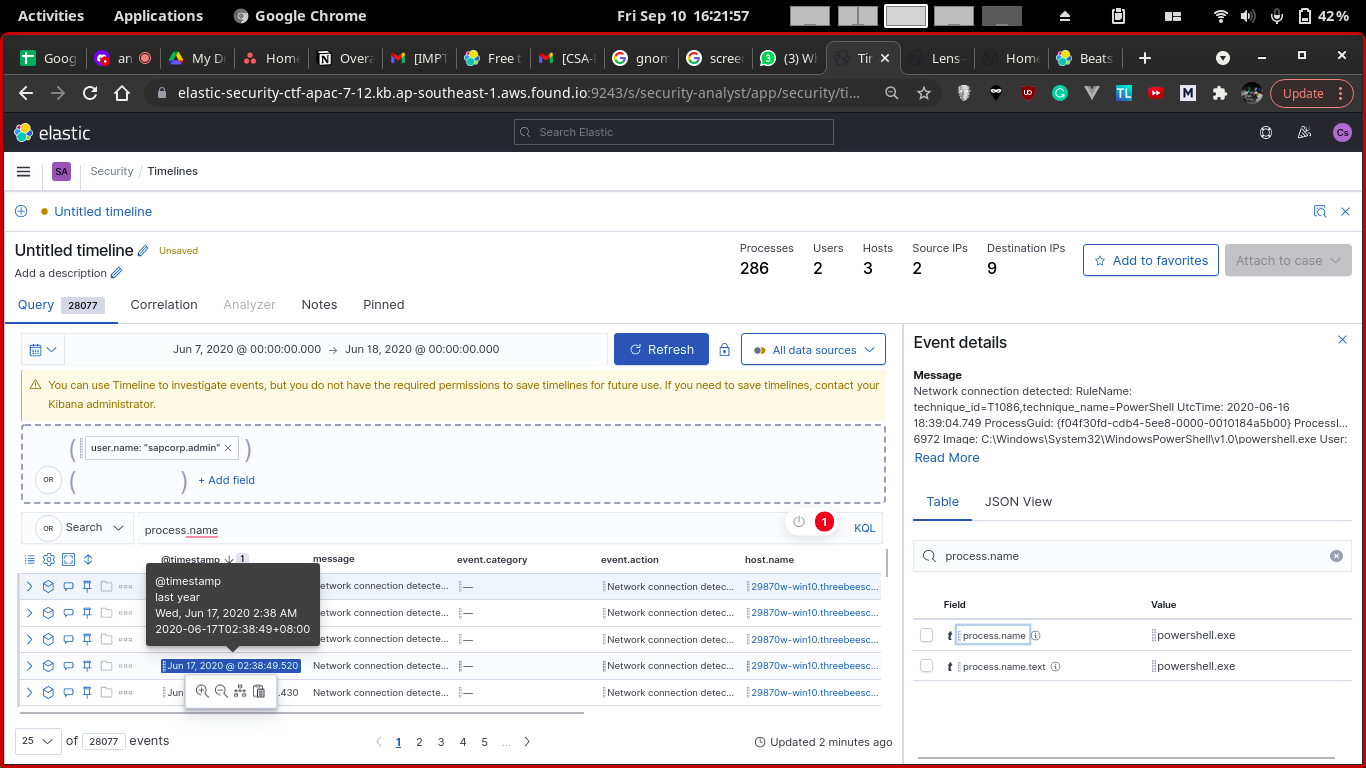 Activities Applications Google Chrome Fri Sep 10 16:21:57 42%
Goog an My D Home Overa [IMPT Free t [CSA-I gnom scree (3) W Tir Lens - Home Beats
elastic-security-ctf-apac-7-12.kb.ap-southeast-1.aws.found.io:9243/s/security-analyst/app/security/ti... Update
elastic Search Elastic Cs
SA Security / Timelines
Untitled timeline
Untitled timeline Unsaved
Add a description
Processes Users Hosts Source IPs Destination IPs
286 2 3 2 9
Add to favorites Attach to case
Query 28077 Correlation Analyzer Notes Pinned
Jun 7, 2020 @ 00:00:00.000 → Jun 18, 2020 @ 00:00:00.000 Refresh All data sources
You can use Timeline to investigate events, but you do not have the required permissions to save timelines for future use. If you need to save timelines, contact your
Kibana administrator.
( user.name: "sapcorp.admin" × )
OR ( ) + Add field
OR Search process.name 1 KQL
@timestamp 1 message event.category event.action host.name
etwork connection detecte... — Network connection detec... 29870w-win10.threebeesc...
etwork connection detecte... — Network connection detec... 29870w-win10.threebeesc...
etwork connection detecte... — Network connection detec... 29870w-win10.threebeesc...
Jun 17, 2020 @ 02:38:49.520 Network connection detecte... — Network connection detec... 29870w-win10.threebeesc...
Jun .430 Network connection detecte... — Network connection detec... 29870w-win10.threebeesc...
@timestamp
last year
Wed, Jun 17, 2020 2:38 AM
2020-06-17T02:38:49+08:00
25 of 28077 events 1 2 3 4 5 ... Updated 2 minutes ago
Event details
Message
Network connection detected: RuleName:
technique_id=T1086,technique_name=PowerShell UtcTime: 2020-06-16
18:39:04.749 ProcessGuid: {f04f30fd-cdb4-5ee8-0000-0010184a5b00} ProcessI...
6972 Image: C:\Windows\System32\WindowsPowerShell\v1.0\powershell.exe User:
Read More
Table JSON View
process.name
Field Value
t process.name powershell.exe
t process.name.text powershell.exe